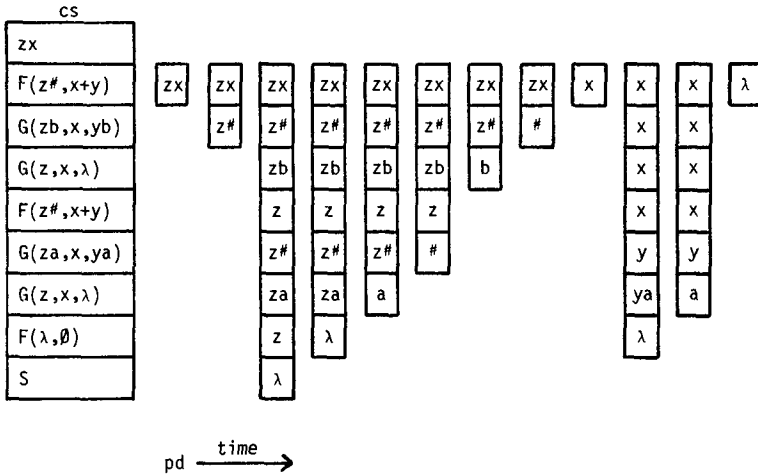 cs
zx
F(z#,x+y) zx zx zx zx zx zx zx zx x x x λ
G(zb,x,yb) z# z# z# z# z# z# # x x
G(z,x,λ) zb zb zb zb b x x
F(z#,x+y) z z z z x x
G(za,x,ya) z# z# z# # y y
G(z,x,λ) za za a ya a
F(λ,Ø) z λ λ
S λ
time
pd